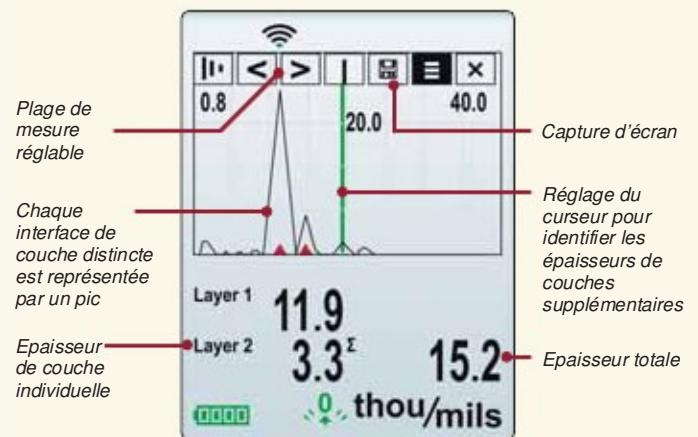 Plage de
mesure
réglable
Chaque
interface de
couche distincte
est représentée
par un pic
Epaisseur
de couche
individuelle
< >
0.8 20.0 40.0
Layer 1 11.9
Layer 2 3.3 Σ 15.2
0 thou/mils
Capture d'écran
Réglage du
curseur pour
identifier les
épaisseurs de
couches
supplémentaires
Epaisseur totale